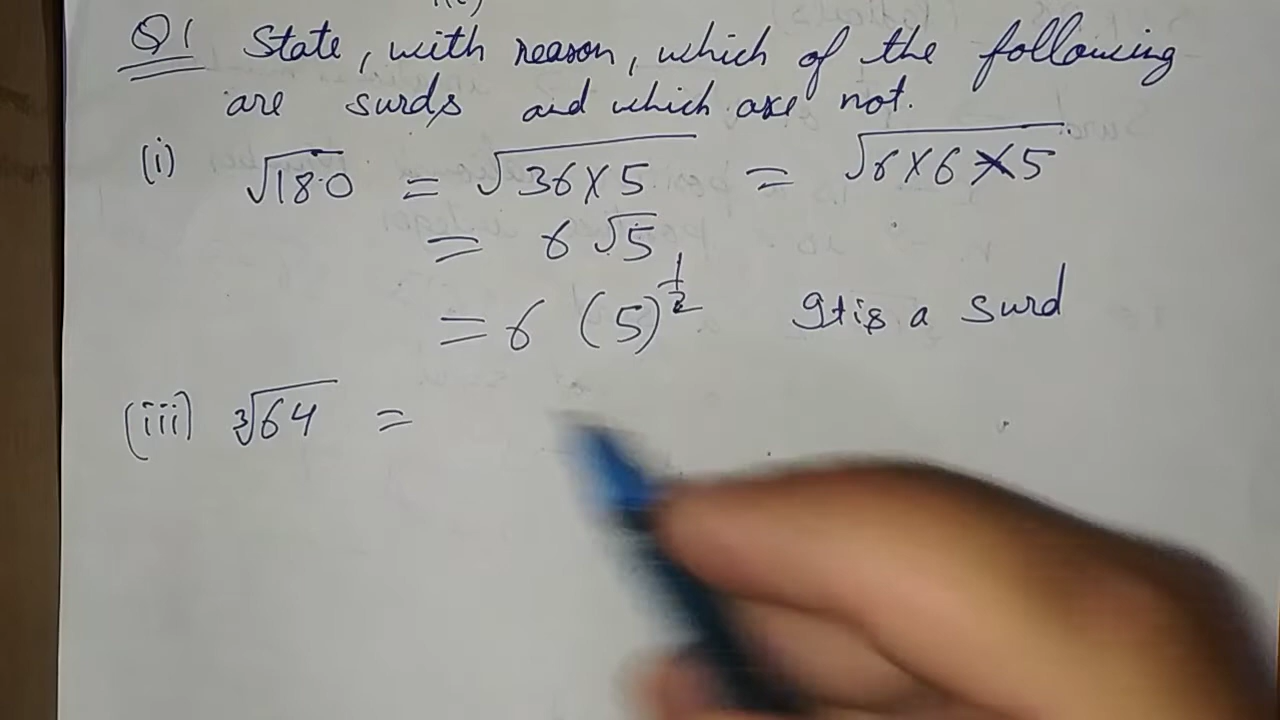 Q1 State, with reason, which of the following
are surds and which are not.
(i) √180 = √36×5 = √6×6×5
= 6√5
= 6 (5)^1/2 It is a surd
(iii) ³√64 =